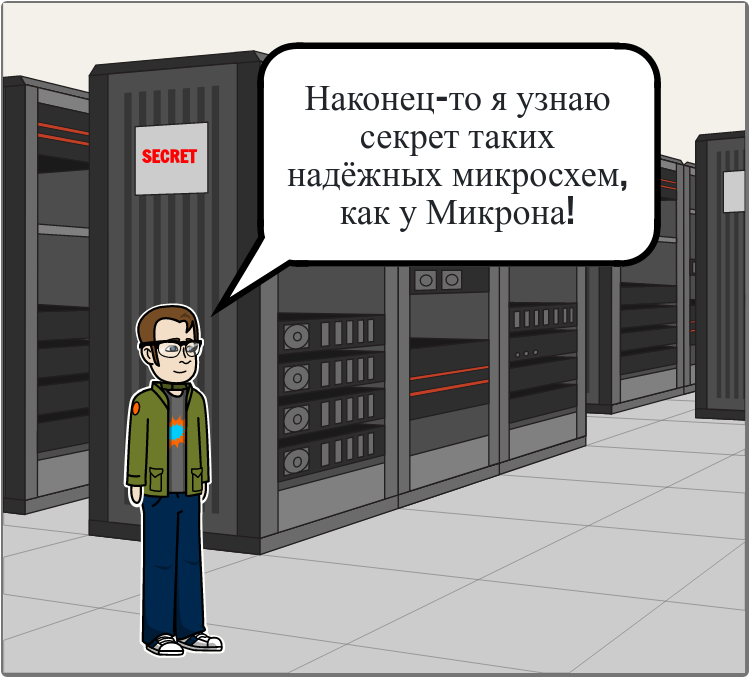 SECRET
Наконец-то я узнаю
секрет таких
надёжных микросхем,
как у Микрона!